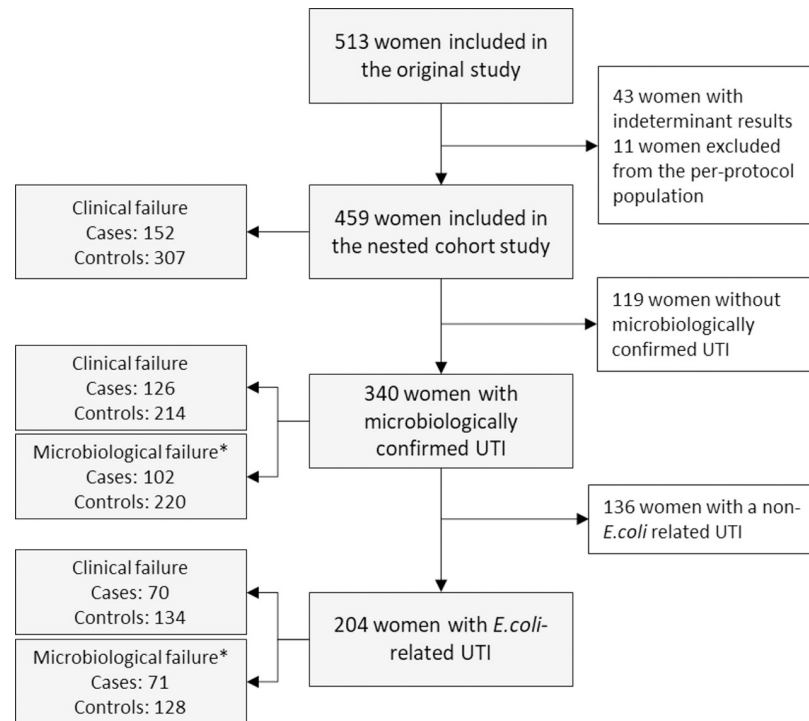 513 women included in
the original study
43 women with
indeterminant results
11 women excluded
from the per-protocol
population
Clinical failure
Cases: 152
Controls: 307
459 women included in
the nested cohort study
119 women without
microbiologically
confirmed UTI
Clinical failure
Cases: 126
Controls: 214
340 women with
microbiologically
confirmed UTI
Microbiological failure*
Cases: 102
Controls: 220
136 women with a non-
E.coli related UTI
Clinical failure
Cases: 70
Controls: 134
204 women with E.coli-
related UTI
Microbiological failure*
Cases: 71
Controls: 128